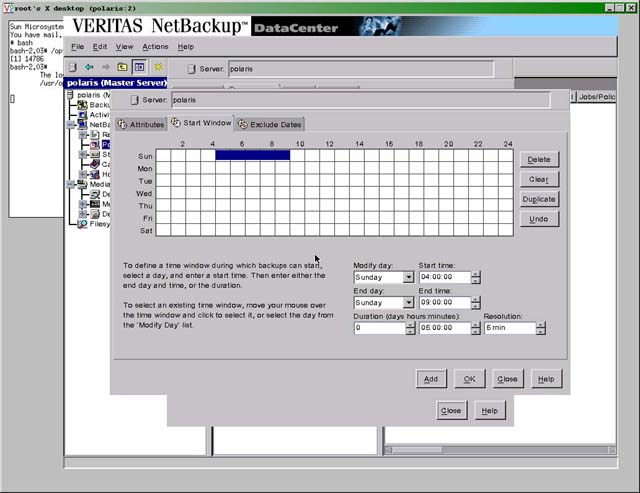 root's X desktop (polaris:2)
Sun Microsystem
You have mail.
# bash
bash-2.03# /op
[1] 14786
bash-2.03#
The lo
/usr/o
VERITAS NetBackup™ DataCenter
File Edit View Actions Help
Server: polaris
polaris (Master Server)
polaris (M
Server: polaris
Jobs/Polic
Backu
Activi
NetBa
Re
Po
St
Ca
Ho
Media
De
Me
De
Filesy
Attributes Start Window Exclude Dates
2 4 6 8 10 12 14 16 18 20 22 24
Sun
Mon
Tue
Wed
Thu
Fri
Sat
Delete
Clear
Duplicate
Undo
To define a time window during which backups can start,
select a day, and enter a start time. Then enter either the
end day and time, or the duration.
To select an existing time window, move your mouse over
the time window and click to select it, or select the day from
the 'Modify Day' list.
Modify day: Start time:
Sunday 04:00:00
End day: End time:
Sunday 09:00:00
Duration (days hours:minutes): Resolution:
0 05:00:00 5 min
Add OK Close Help
Close Help